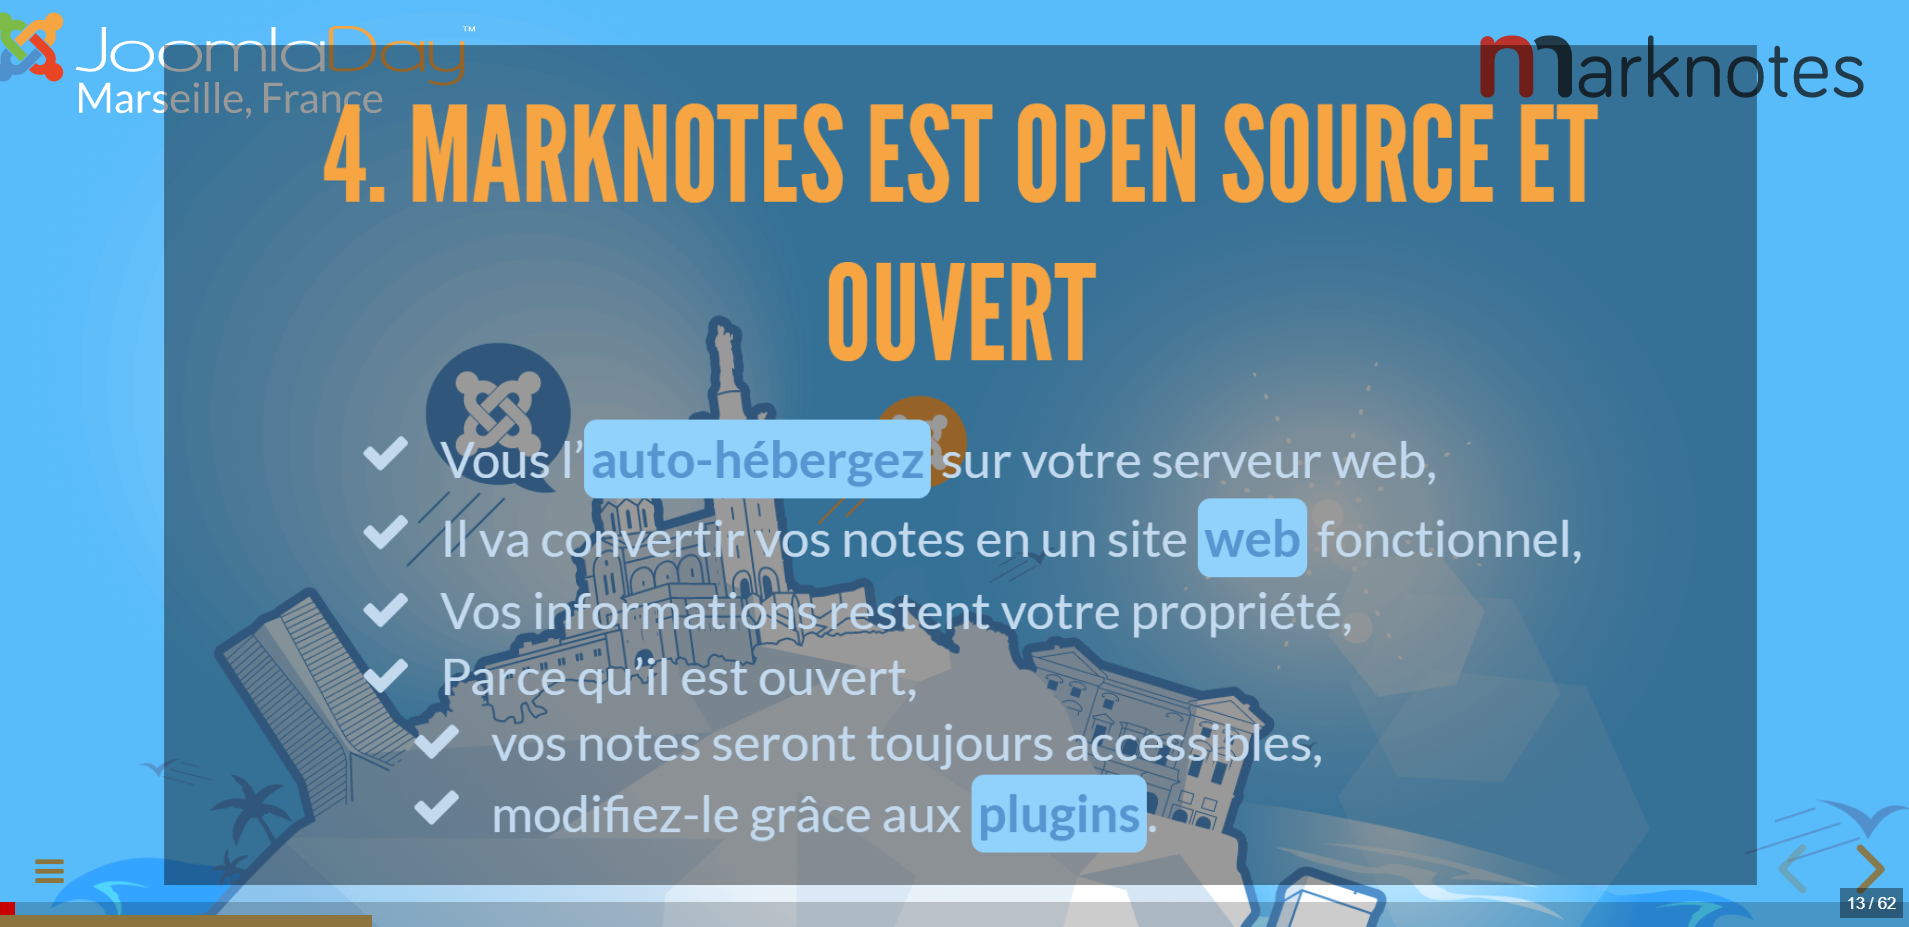 JoomlaDay™
Marseille, France
marknotes
4. MARKNOTES EST OPEN SOURCE ET
OUVERT
Vous l’auto-hébergez sur votre serveur web,
Il va convertir vos notes en un site web fonctionnel,
Vos informations restent votre propriété,
Parce qu’il est ouvert,
vos notes seront toujours accessibles,
modifiez-le grâce aux plugins.
13 / 62